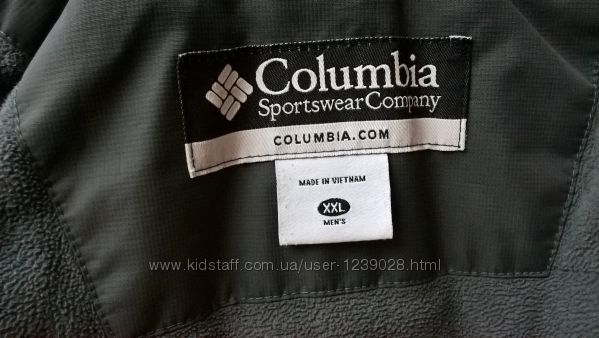 Columbia
Sportswear Company
COLUMBIA.COM
MADE IN VIETNAM
XXL
MEN'S
www.kidstaff.com.ua/user-1239028.html